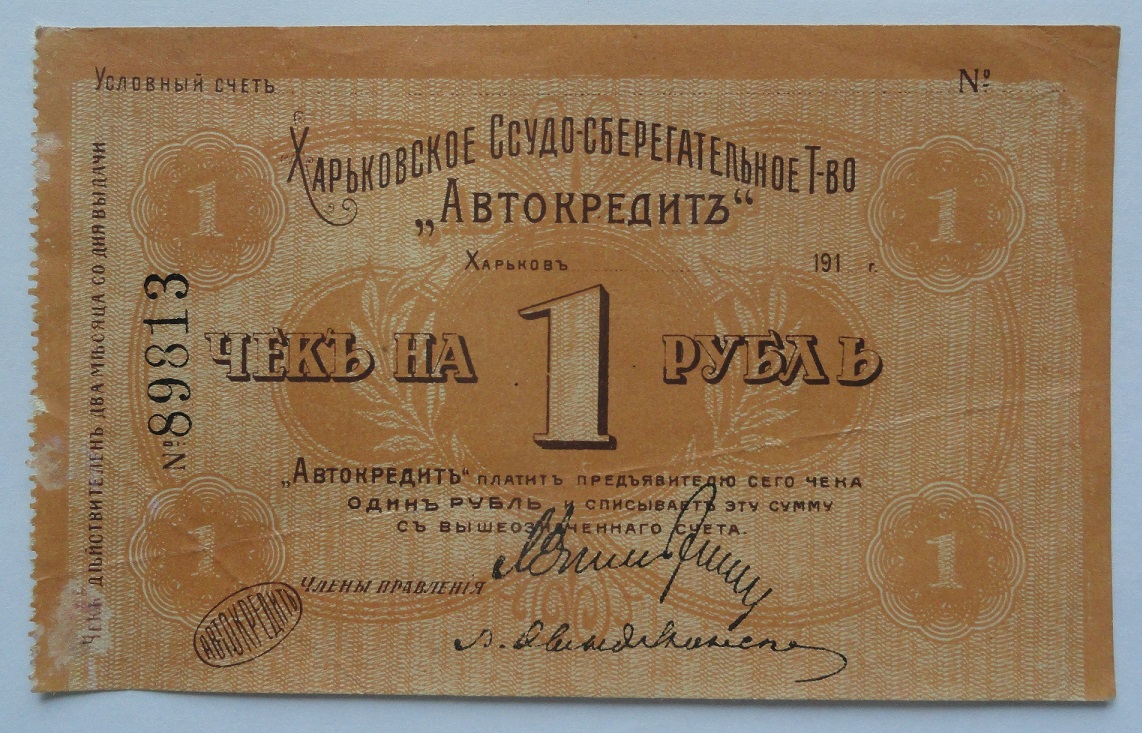 Условный счетъ № 
Харьковское Ссудо-сберегательное Т-во
„Автокредитъ“
Харьковъ 191 г.
1
1
ЧЕКЪ НА 1 РУБЛЬ
Чекъ дѣйствителенъ два мѣсяца со дня выдачи
№ 89813
„Автокредитъ“ платитъ предъявителю сего чека
одинъ рубль и списываетъ эту сумму
съ вышеозначеннаго счета.
1
1
Члены правленія
АВТОКРЕДИТЪ